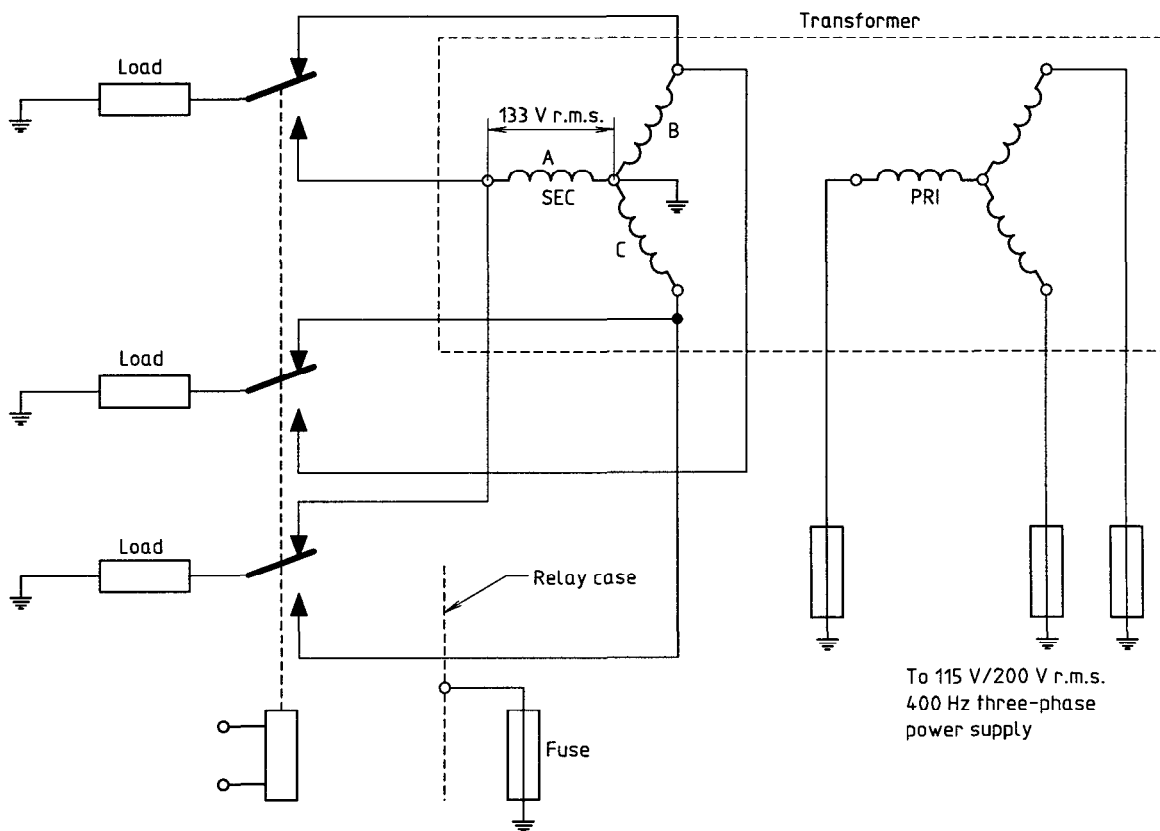 Transformer
Load
133 V r.m.s.
B
A
SEC
PRI
C
Load
Load
Relay case
To 115 V/200 V r.m.s.
400 Hz three-phase
power supply
Fuse